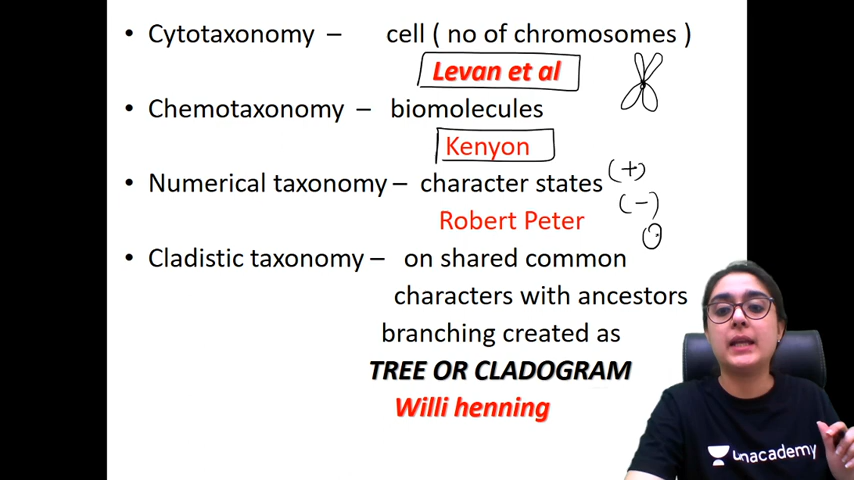 • Cytotaxonomy – cell ( no of chromosomes )
Levan et al
• Chemotaxonomy – biomolecules
Kenyon
• Numerical taxonomy – character states (+)
(-)
Robert Peter
• Cladistic taxonomy – on shared common
characters with ancestors
branching created as
TREE OR CLADOGRAM
Willi henning
unacademy